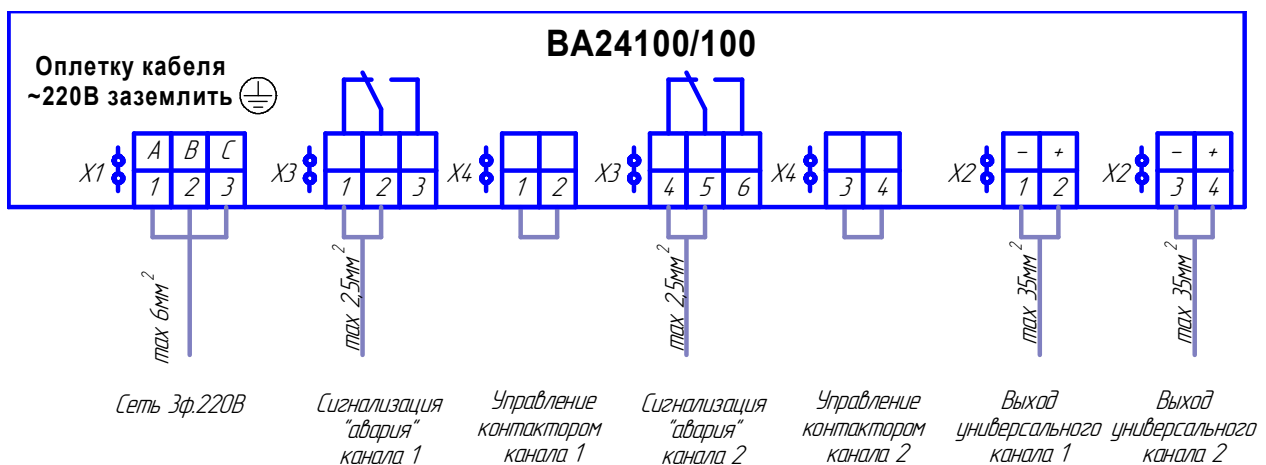 ВА24100/100
Оплетку кабеля
~220В заземлить
X1
A B C
1 2 3
X3
1 2 3
X4
1 2
X3
4 5 6
X4
3 4
X2
- +
1 2
X2
- +
3 4
max 6мм²
max 2,5мм²
max 2,5мм²
max 35мм²
max 35мм²
Сеть 3ф.220В
Сигнализация
"авария"
канала 1
Управление
контактором
канала 1
Сигнализация
"авария"
канала 2
Управление
контактором
канала 2
Выход
универсального
канала 1
Выход
универсального
канала 2